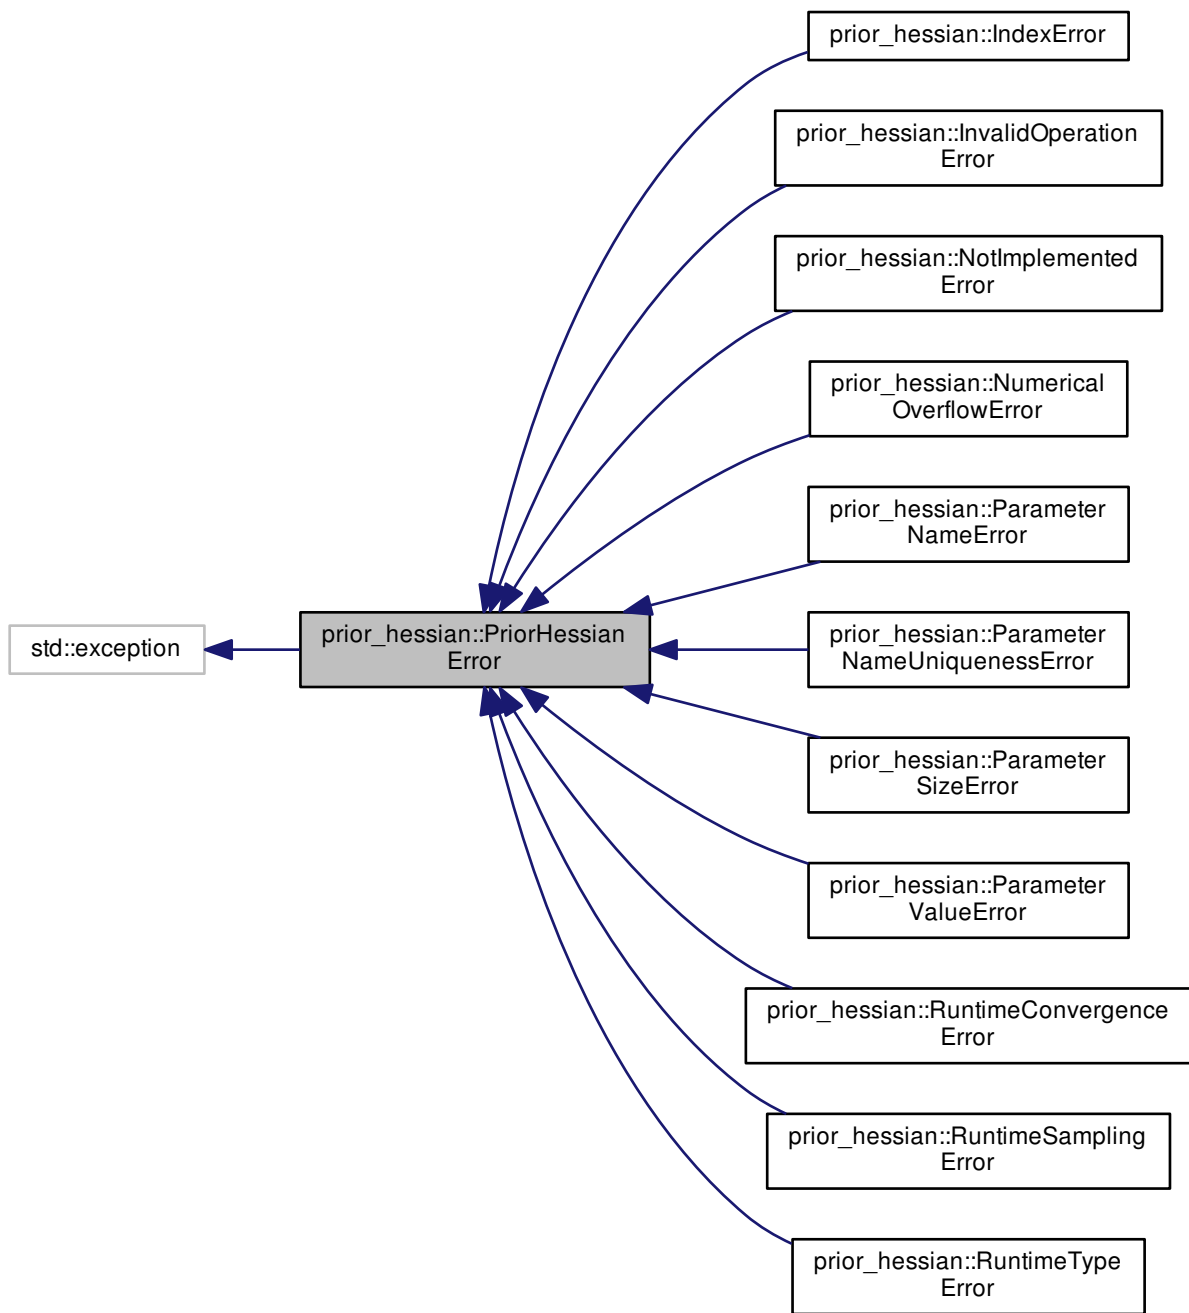 prior_hessian::IndexError
prior_hessian::InvalidOperation
Error
prior_hessian::NotImplemented
Error
prior_hessian::Numerical
OverflowError
prior_hessian::Parameter
NameError
std::exception
prior_hessian::PriorHessian
Error
prior_hessian::Parameter
NameUniquenessError
prior_hessian::Parameter
SizeError
prior_hessian::Parameter
ValueError
prior_hessian::RuntimeConvergence
Error
prior_hessian::RuntimeSampling
Error
prior_hessian::RuntimeType
Error